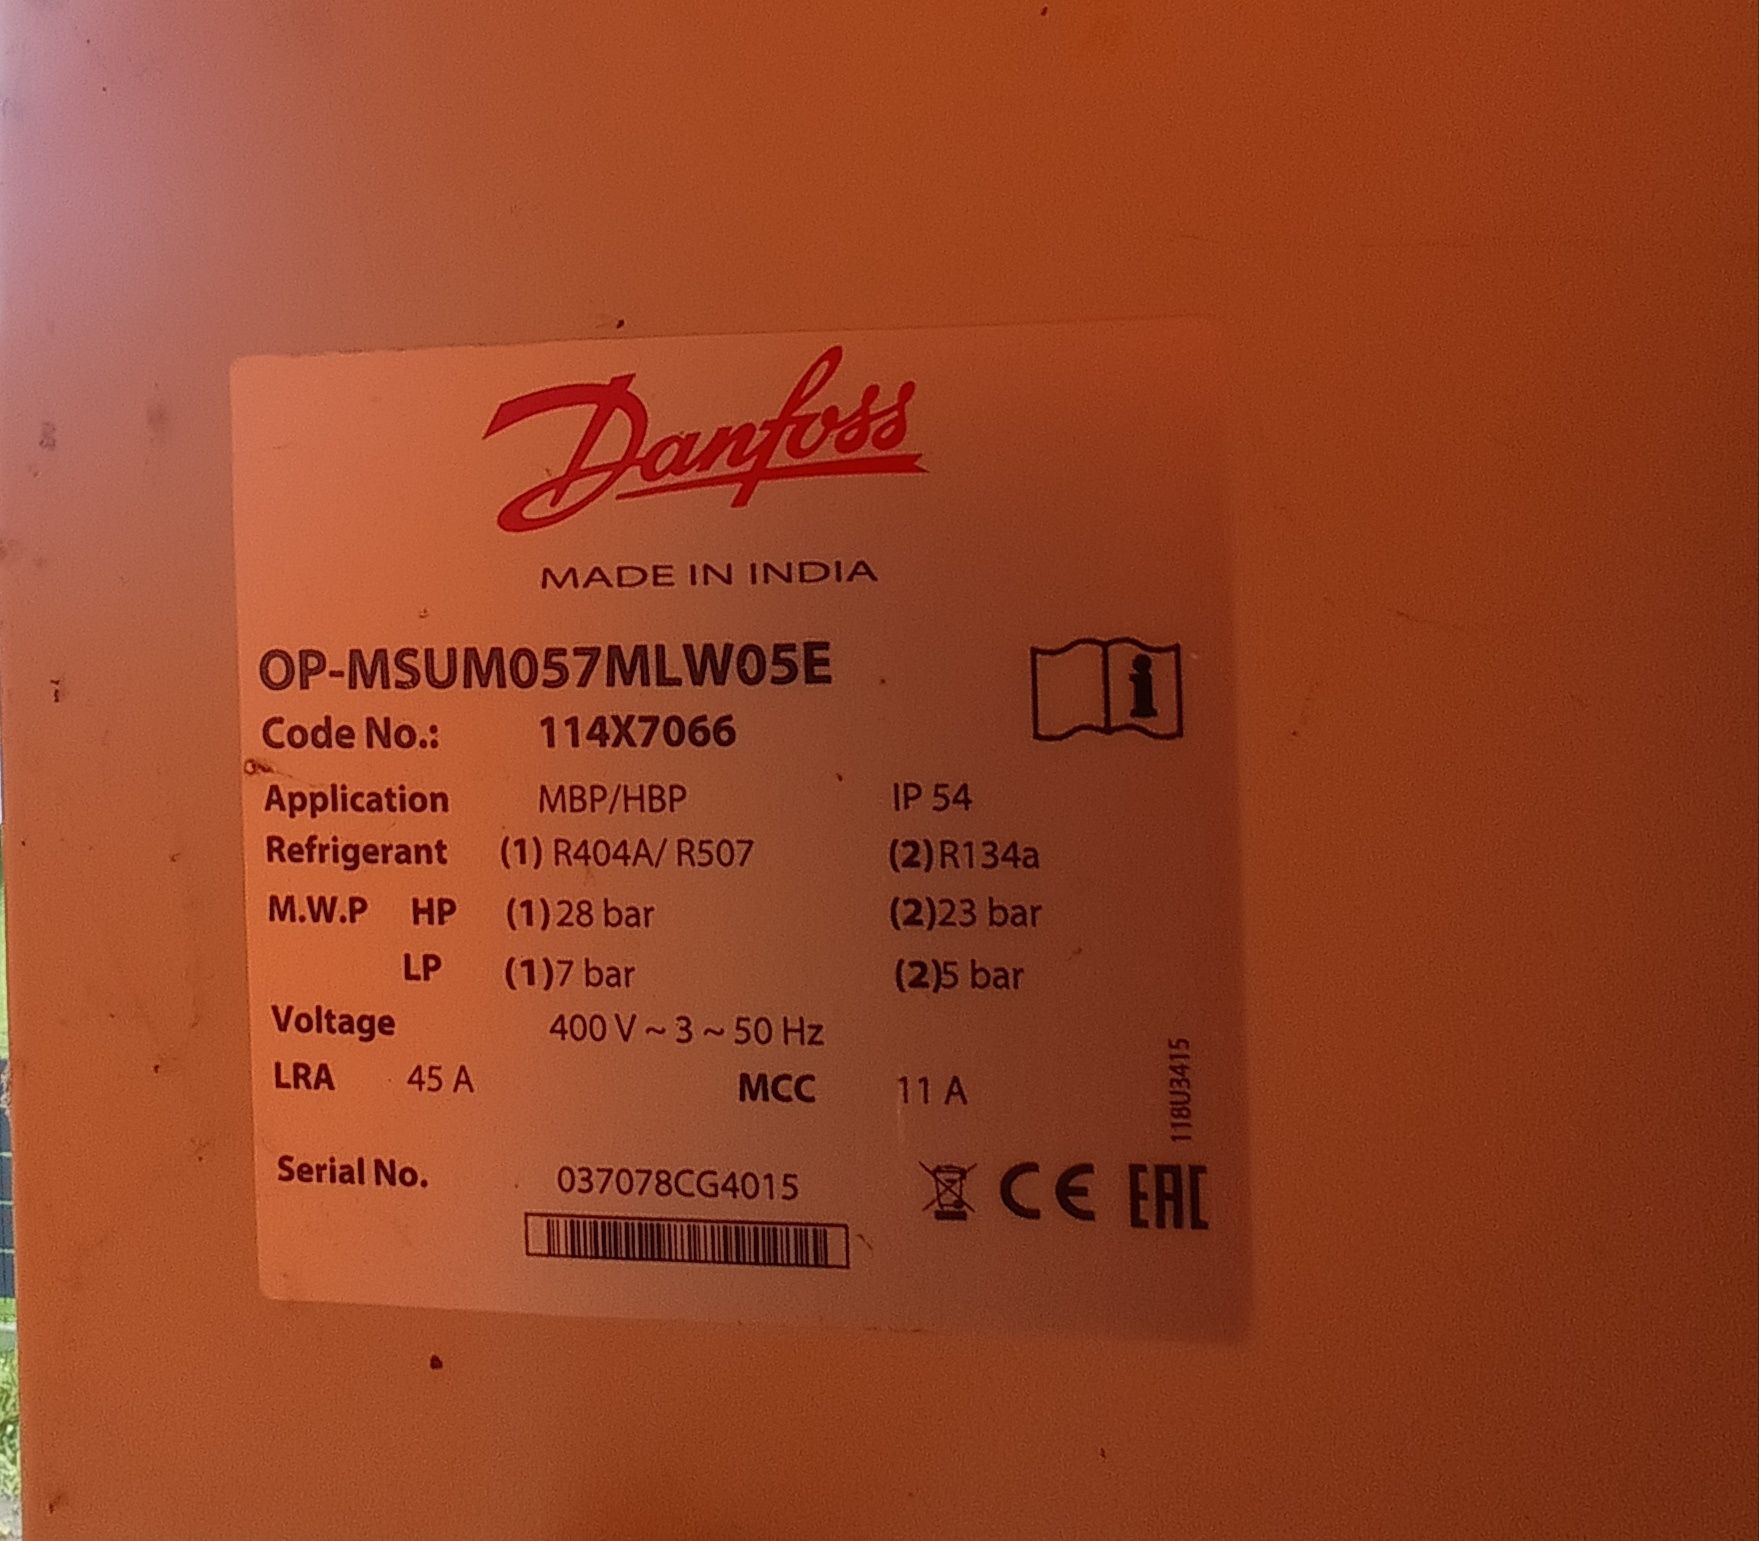 Danfoss
MADE IN INDIA
OP-MSUM057MLW05E
Code No.: 114X7066
Application MBP/HBP IP 54
Refrigerant (1) R404A/ R507 (2)R134a
M.W.P HP (1)28 bar (2)23 bar
LP (1)7 bar (2)5 bar
Voltage 400 V ~ 3 ~ 50 Hz
LRA 45 A MCC 11 A
118U3415
Serial No. 037078CG4015
CE EAC